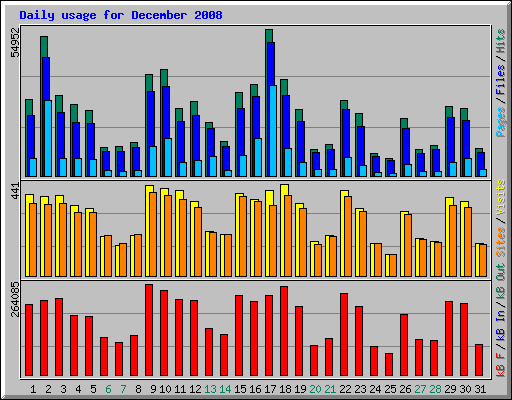 Daily usage for December 2008
54952
Pages / Files / Hits
441
Sites / Visits
264085
kB F / kB In / kB Out
1 2 3 4 5 6 7 8 9 10 11 12 13 14 15 16 17 18 19 20 21 22 23 24 25 26 27 28 29 30 31